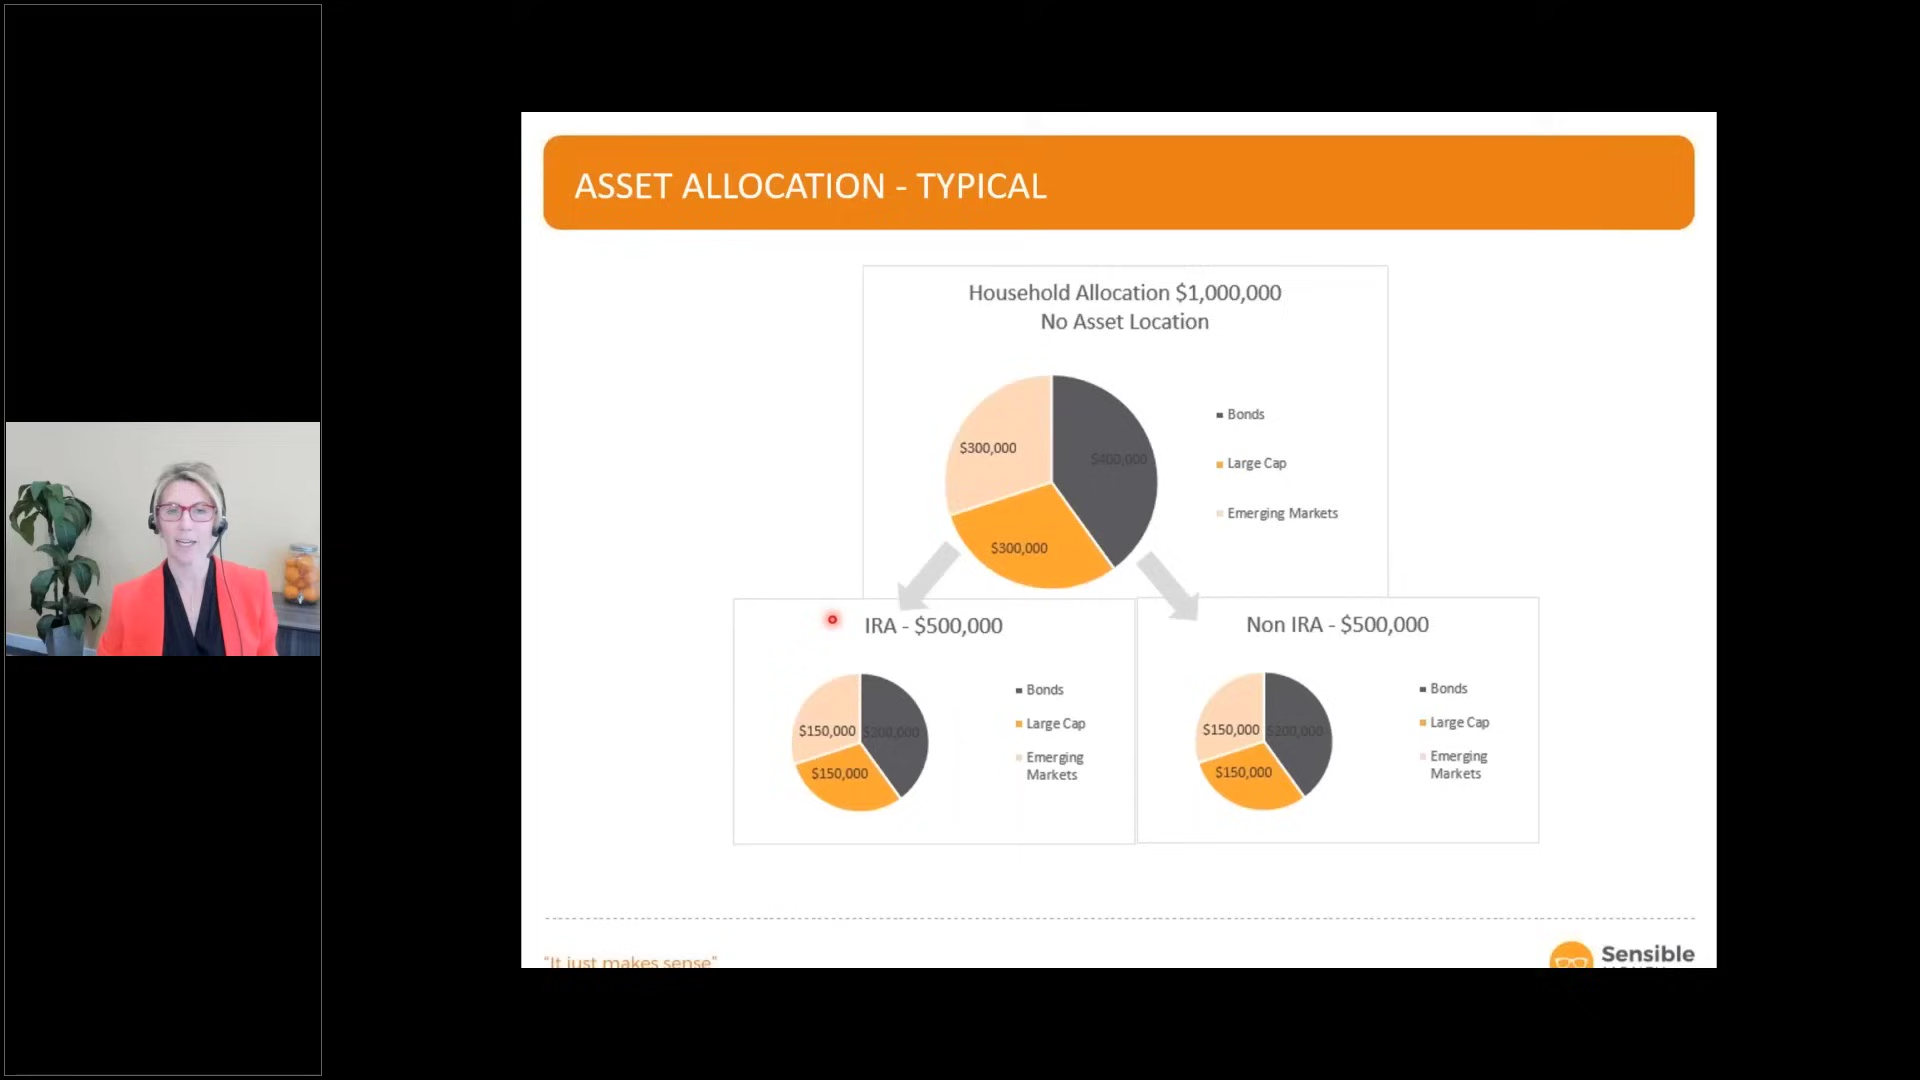 ASSET ALLOCATION - TYPICAL
Household Allocation $1,000,000
No Asset Location
$300,000
$400,000
$300,000
Bonds
Large Cap
Emerging Markets
IRA - $500,000
$150,000
$200,000
$150,000
Bonds
Large Cap
Emerging
Markets
Non IRA - $500,000
$150,000
$200,000
$150,000
Bonds
Large Cap
Emerging
Markets
"It just makes sense"
Sensible